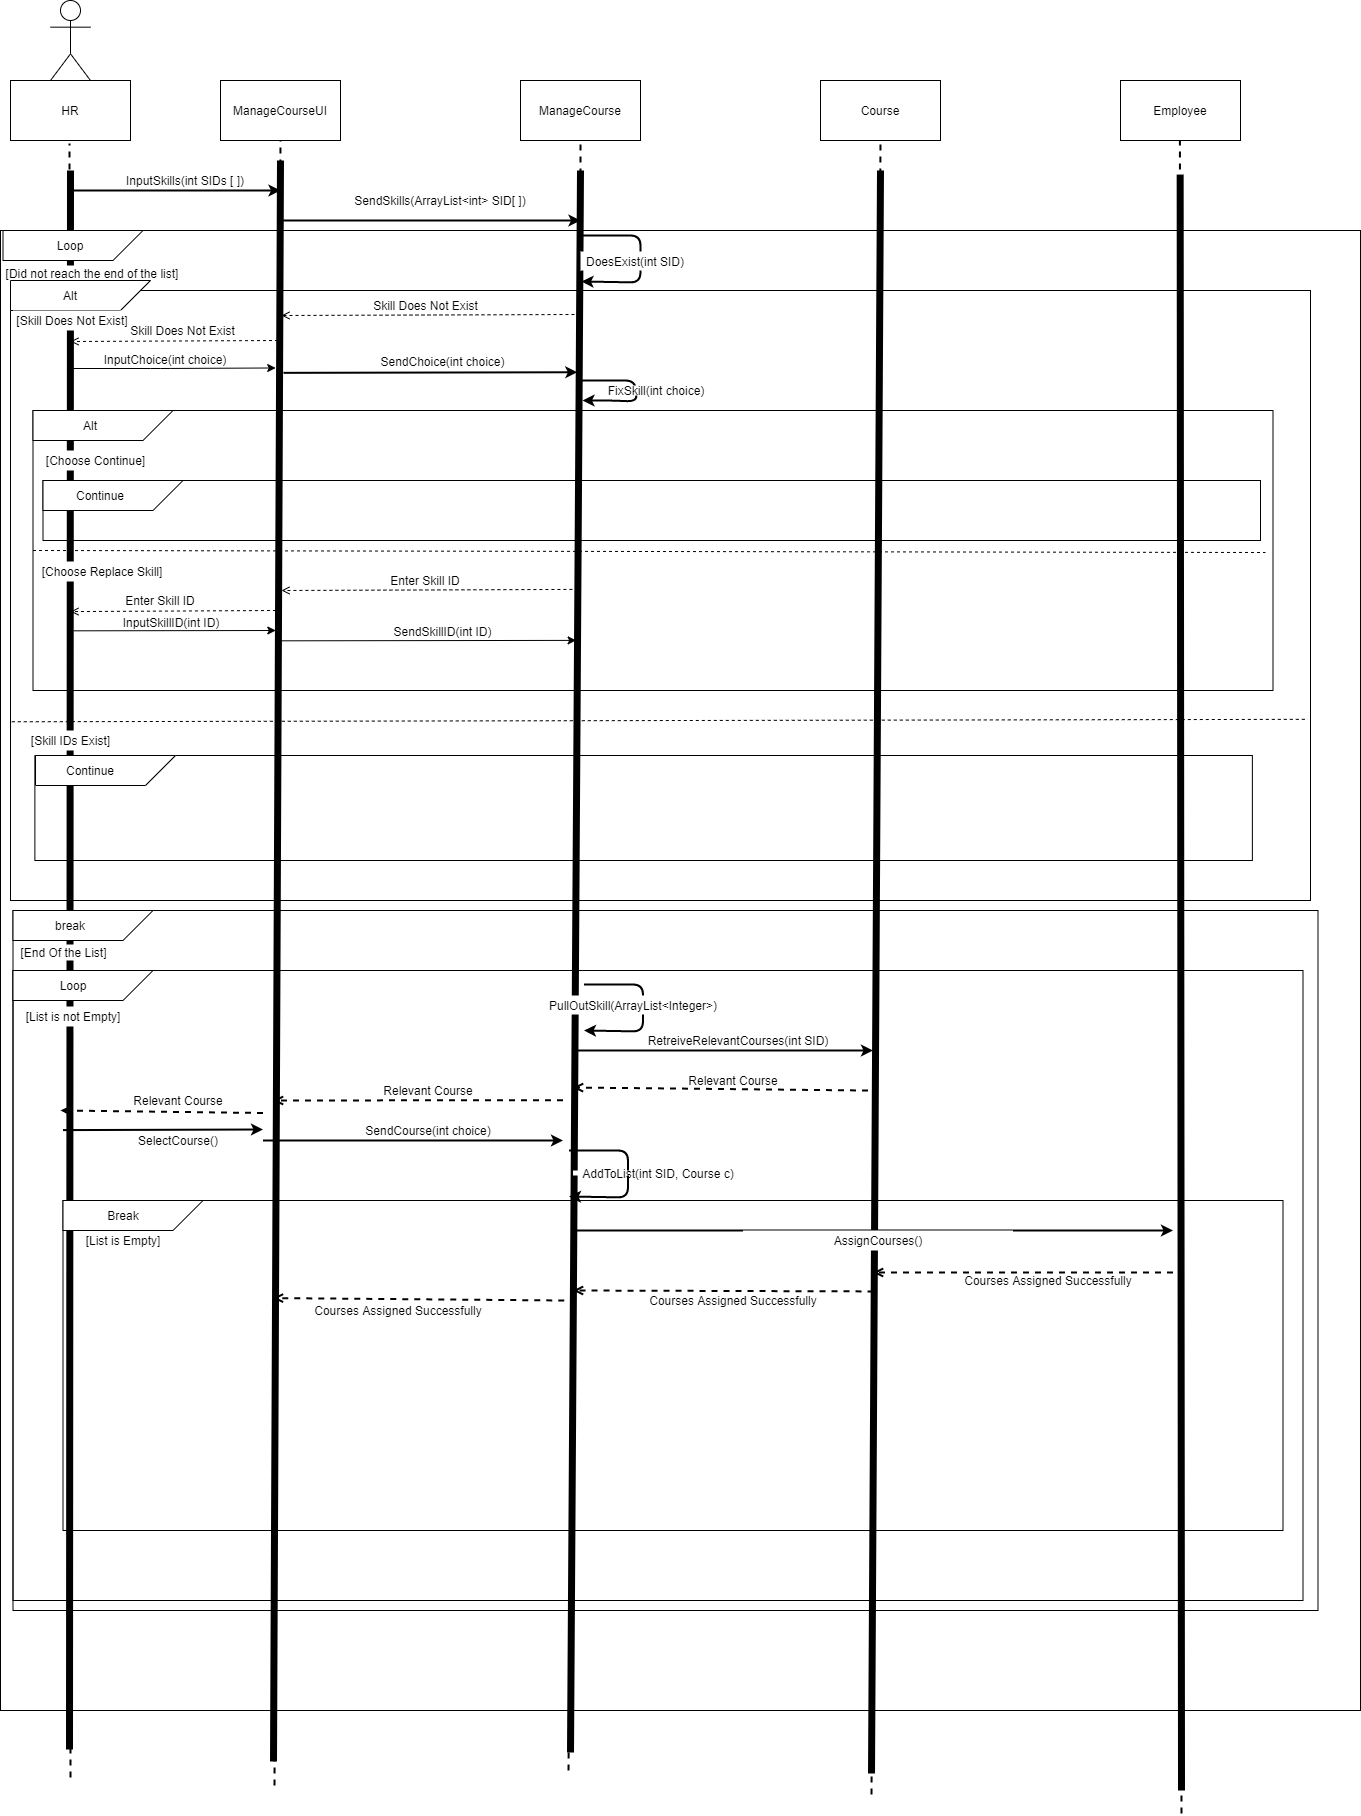 HR
ManageCourseUI
ManageCourse
Course
Employee
InputSkills(int SIDs [ ])
SendSkills(ArrayList<int> SID[ ])
Loop
DoesExist(int SID)
[Did not reach the end of the list]
Alt
Skill Does Not Exist
[Skill Does Not Exist]
Skill Does Not Exist
InputChoice(int choice)
SendChoice(int choice)
FixSkill(int choice)
Alt
[Choose Continue]
Continue
[Choose Replace Skill]
Enter Skill ID
Enter Skill ID
InputSkillID(int ID)
SendSkillID(int ID)
[Skill IDs Exist]
Continue
break
[End Of the List]
Loop
PullOutSkill(ArrayList<Integer>)
[List is not Empty]
RetreiveRelevantCourses(int SID)
Relevant Course
Relevant Course
Relevant Course
SendCourse(int choice)
SelectCourse()
AddToList(int SID, Course c)
Break
[List is Empty]
AssignCourses()
Courses Assigned Successfully
Courses Assigned Successfully
Courses Assigned Successfully